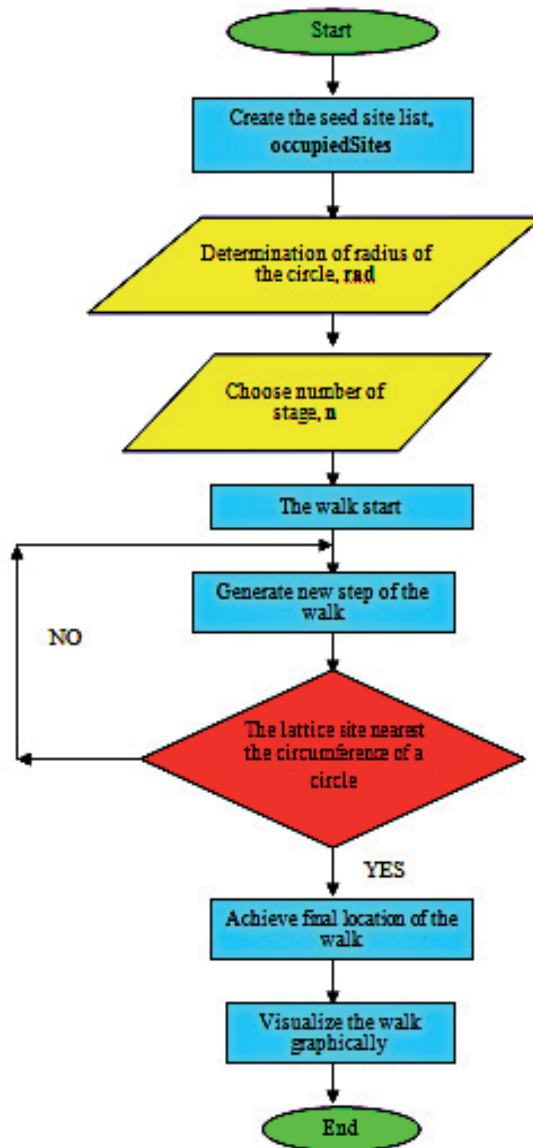 Start
Create the seed site list,
occupiedSites
Determination of radius of
the circle, rad
Choose number of
stage, n
The walk start
Generate new step of the
walk
NO
The lattice site nearest
the circumference of a
circle
YES
Achieve final location of the
walk
Visualize the walk
graphically
End